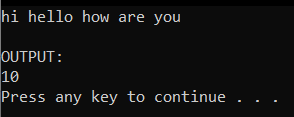 hi hello how are you
OUTPUT:
10
Press any key to continue . . .